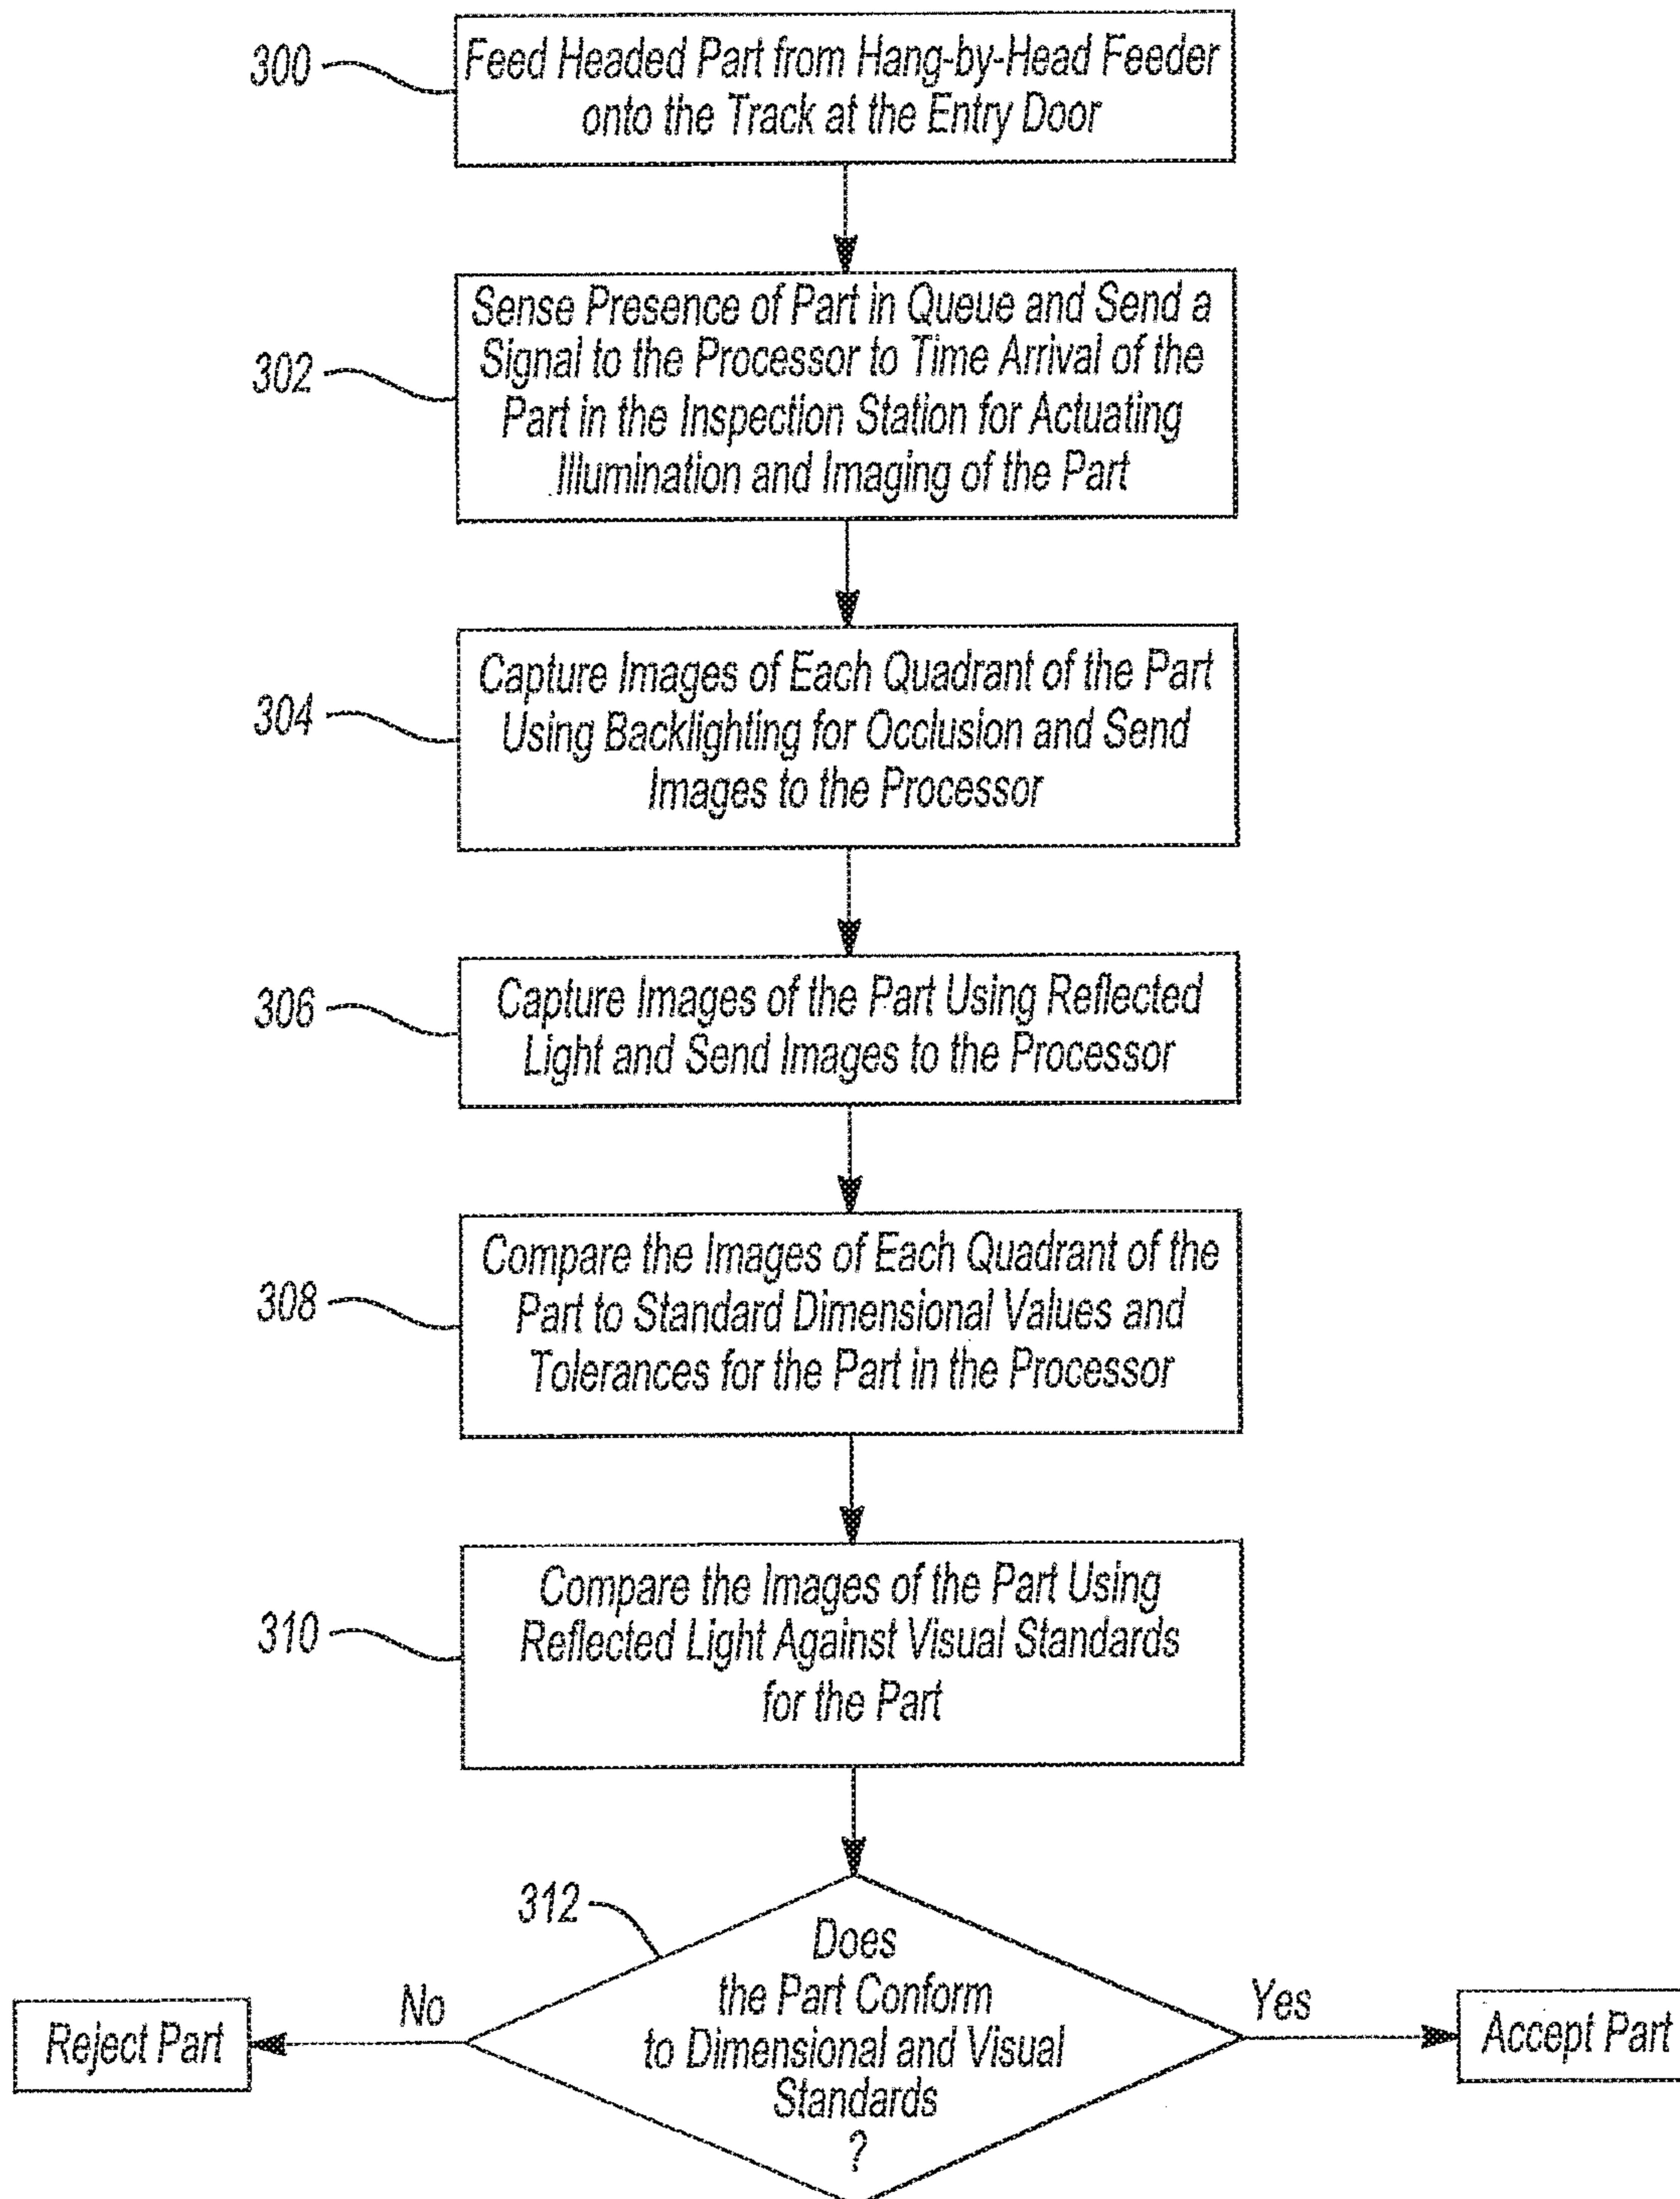 300
Feed Headed Part from Hang-by-Head Feeder
onto the Track at the Entry Door
302
Sense Presence of Part in Queue and Send a
Signal to the Processor to Time Arrival of the
Part in the Inspection Station for Actuating
Illumination and Imaging of the Part
304
Capture Images of Each Quadrant of the Part
Using Backlighting for Occlusion and Send
Images to the Processor
306
Capture Images of the Part Using Reflected
Light and Send Images to the Processor
308
Compare the Images of Each Quadrant of the
Part to Standard Dimensional Values and
Tolerances for the Part in the Processor
310
Compare the Images of the Part Using
Reflected Light Against Visual Standards
for the Part
312
Does
the Part Conform
to Dimensional and Visual
Standards
?
No
Reject Part
Yes
Accept Part